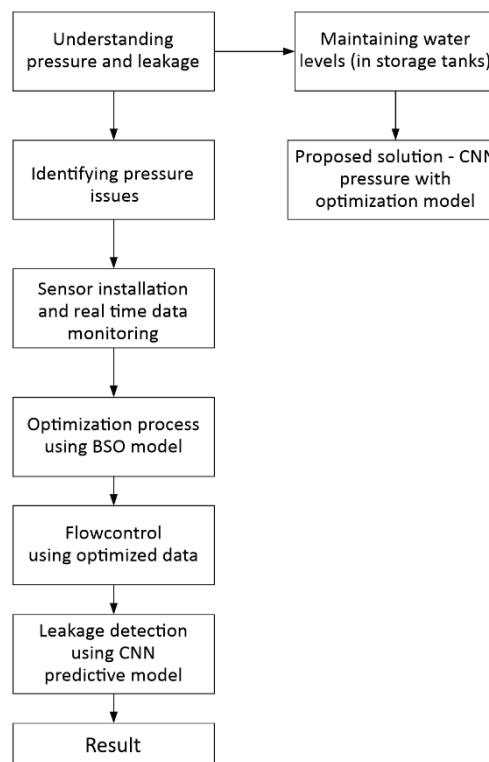 Understanding
pressure and leakage
Maintaining water
levels (in storage tanks)
Identifying pressure
issues
Proposed solution - CNN
pressure with
optimization model
Sensor installation
and real time data
monitoring
Optimization process
using BSO model
Flowcontrol
using optimized data
Leakage detection
using CNN
predictive model
Result